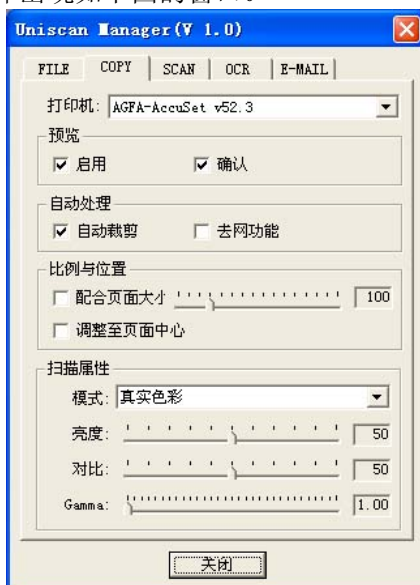 Uniscan Manager(V 1.0)
FILE COPY SCAN OCR E-MAIL
打印机: AGFA-AccuSet v52.3
预览
启用 确认
自动处理
自动裁剪 去网功能
比例与位置
配合页面大小 100
调整至页面中心
扫描属性
模式: 真实色彩
亮度: 50
对比: 50
Gamma: 1.00
关闭